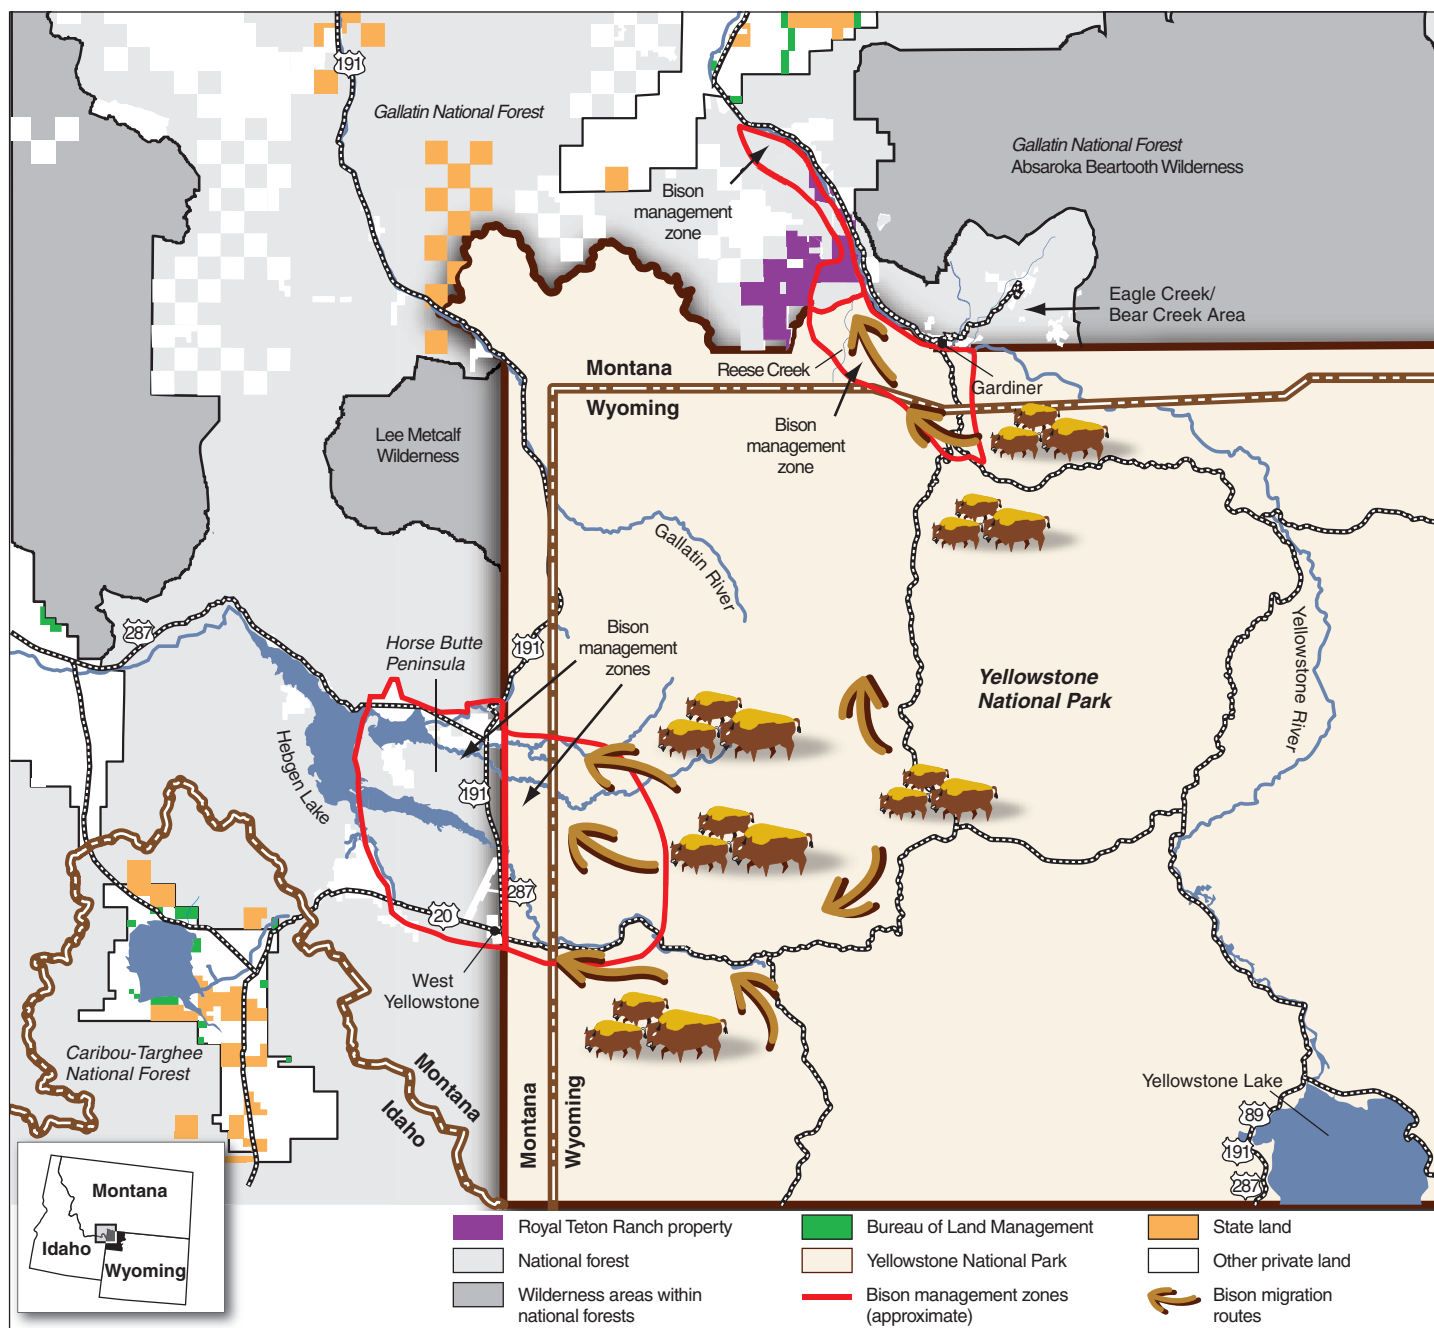 191
Gallatin National Forest
Gallatin National Forest
Absaroka Beartooth Wilderness
Bison
management
zone
Eagle Creek/
Bear Creek Area
Reese Creek
Gardiner
Montana
Wyoming
Bison
management
zone
Lee Metcalf
Wilderness
Gallatin River
Yellowstone River
287
Horse Butte
Peninsula
191
Bison
management
zones
Yellowstone
National Park
Hebgen Lake
191
287
20
West
Yellowstone
Caribou-Targhee
National Forest
Montana
Idaho
Montana
Wyoming
Yellowstone Lake
89
191
287
Montana
Idaho
Wyoming
Royal Teton Ranch property
National forest
Wilderness areas within
national forests
Bureau of Land Management
Yellowstone National Park
Bison management zones
(approximate)
State land
Other private land
Bison migration
routes